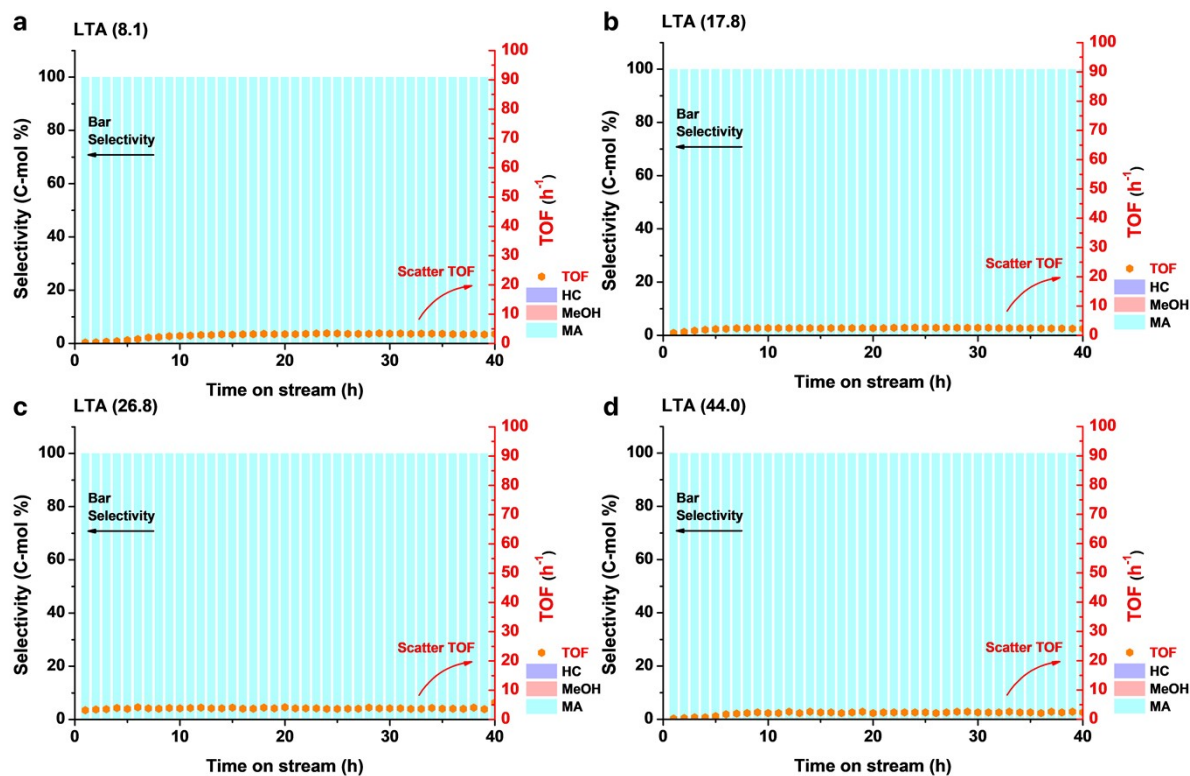 a
LTA (8.1)
Selectivity (C-mol %)
100
80
60
40
20
0
Bar
Selectivity
Scatter TOF
0 10 20 30 40
Time on stream (h)
100
90
80
70
60
50
40
30
20
10
0
TOF (h⁻¹)
TOF
HC
MeOH
MA
b
LTA (17.8)
Selectivity (C-mol %)
100
80
60
40
20
0
Bar
Selectivity
Scatter TOF
0 10 20 30 40
Time on stream (h)
100
90
80
70
60
50
40
30
20
10
0
TOF (h⁻¹)
TOF
HC
MeOH
MA
c
LTA (26.8)
Selectivity (C-mol %)
100
80
60
40
20
0
Bar
Selectivity
Scatter TOF
0 10 20 30 40
Time on stream (h)
100
90
80
70
60
50
40
30
20
10
0
TOF (h⁻¹)
TOF
HC
MeOH
MA
d
LTA (44.0)
Selectivity (C-mol %)
100
80
60
40
20
0
Bar
Selectivity
Scatter TOF
0 10 20 30 40
Time on stream (h)
100
90
80
70
60
50
40
30
20
10
0
TOF (h⁻¹)
TOF
HC
MeOH
MA